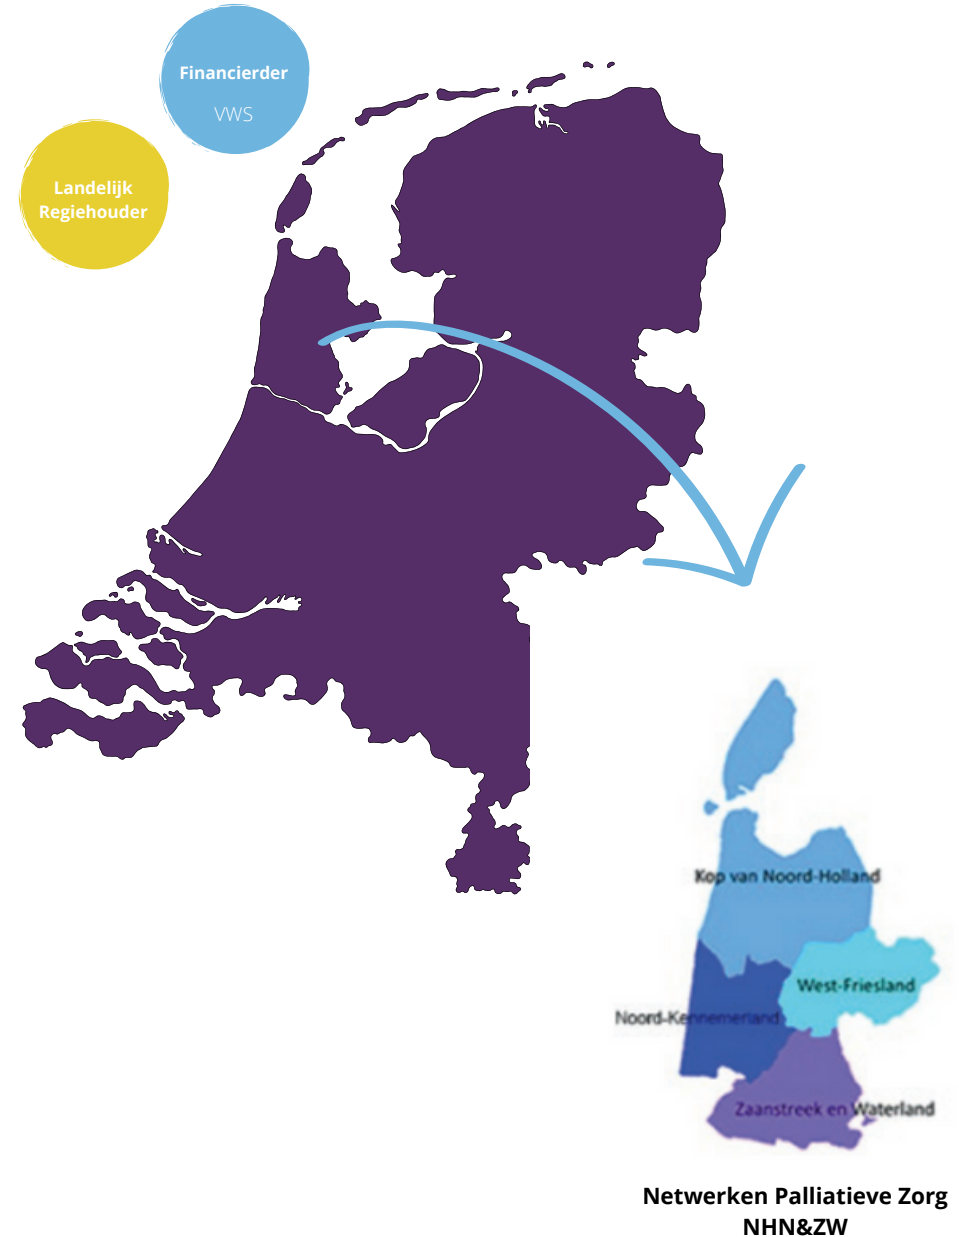 Financierder
VWS
Landelijk
Regiehouder
Kop van Noord-Holland
West-Friesland
Noord-Kennemerland
Zaanstreek en Waterland
Netwerken Palliatieve Zorg
NHN&ZW